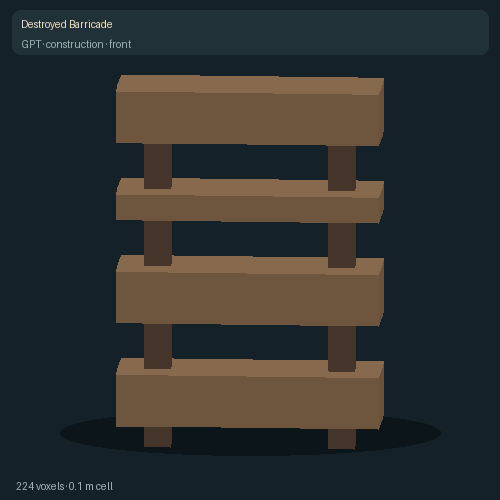 Destroyed Barricade
GPT · construction · front
224 voxels · 0.1 m cell